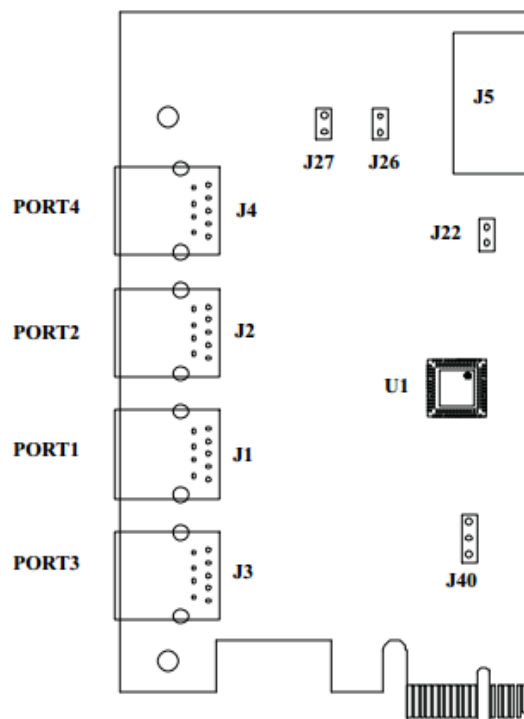 J5
J27 J26
PORT4 J4
J22
PORT2 J2
U1
PORT1 J1
PORT3 J3
J40